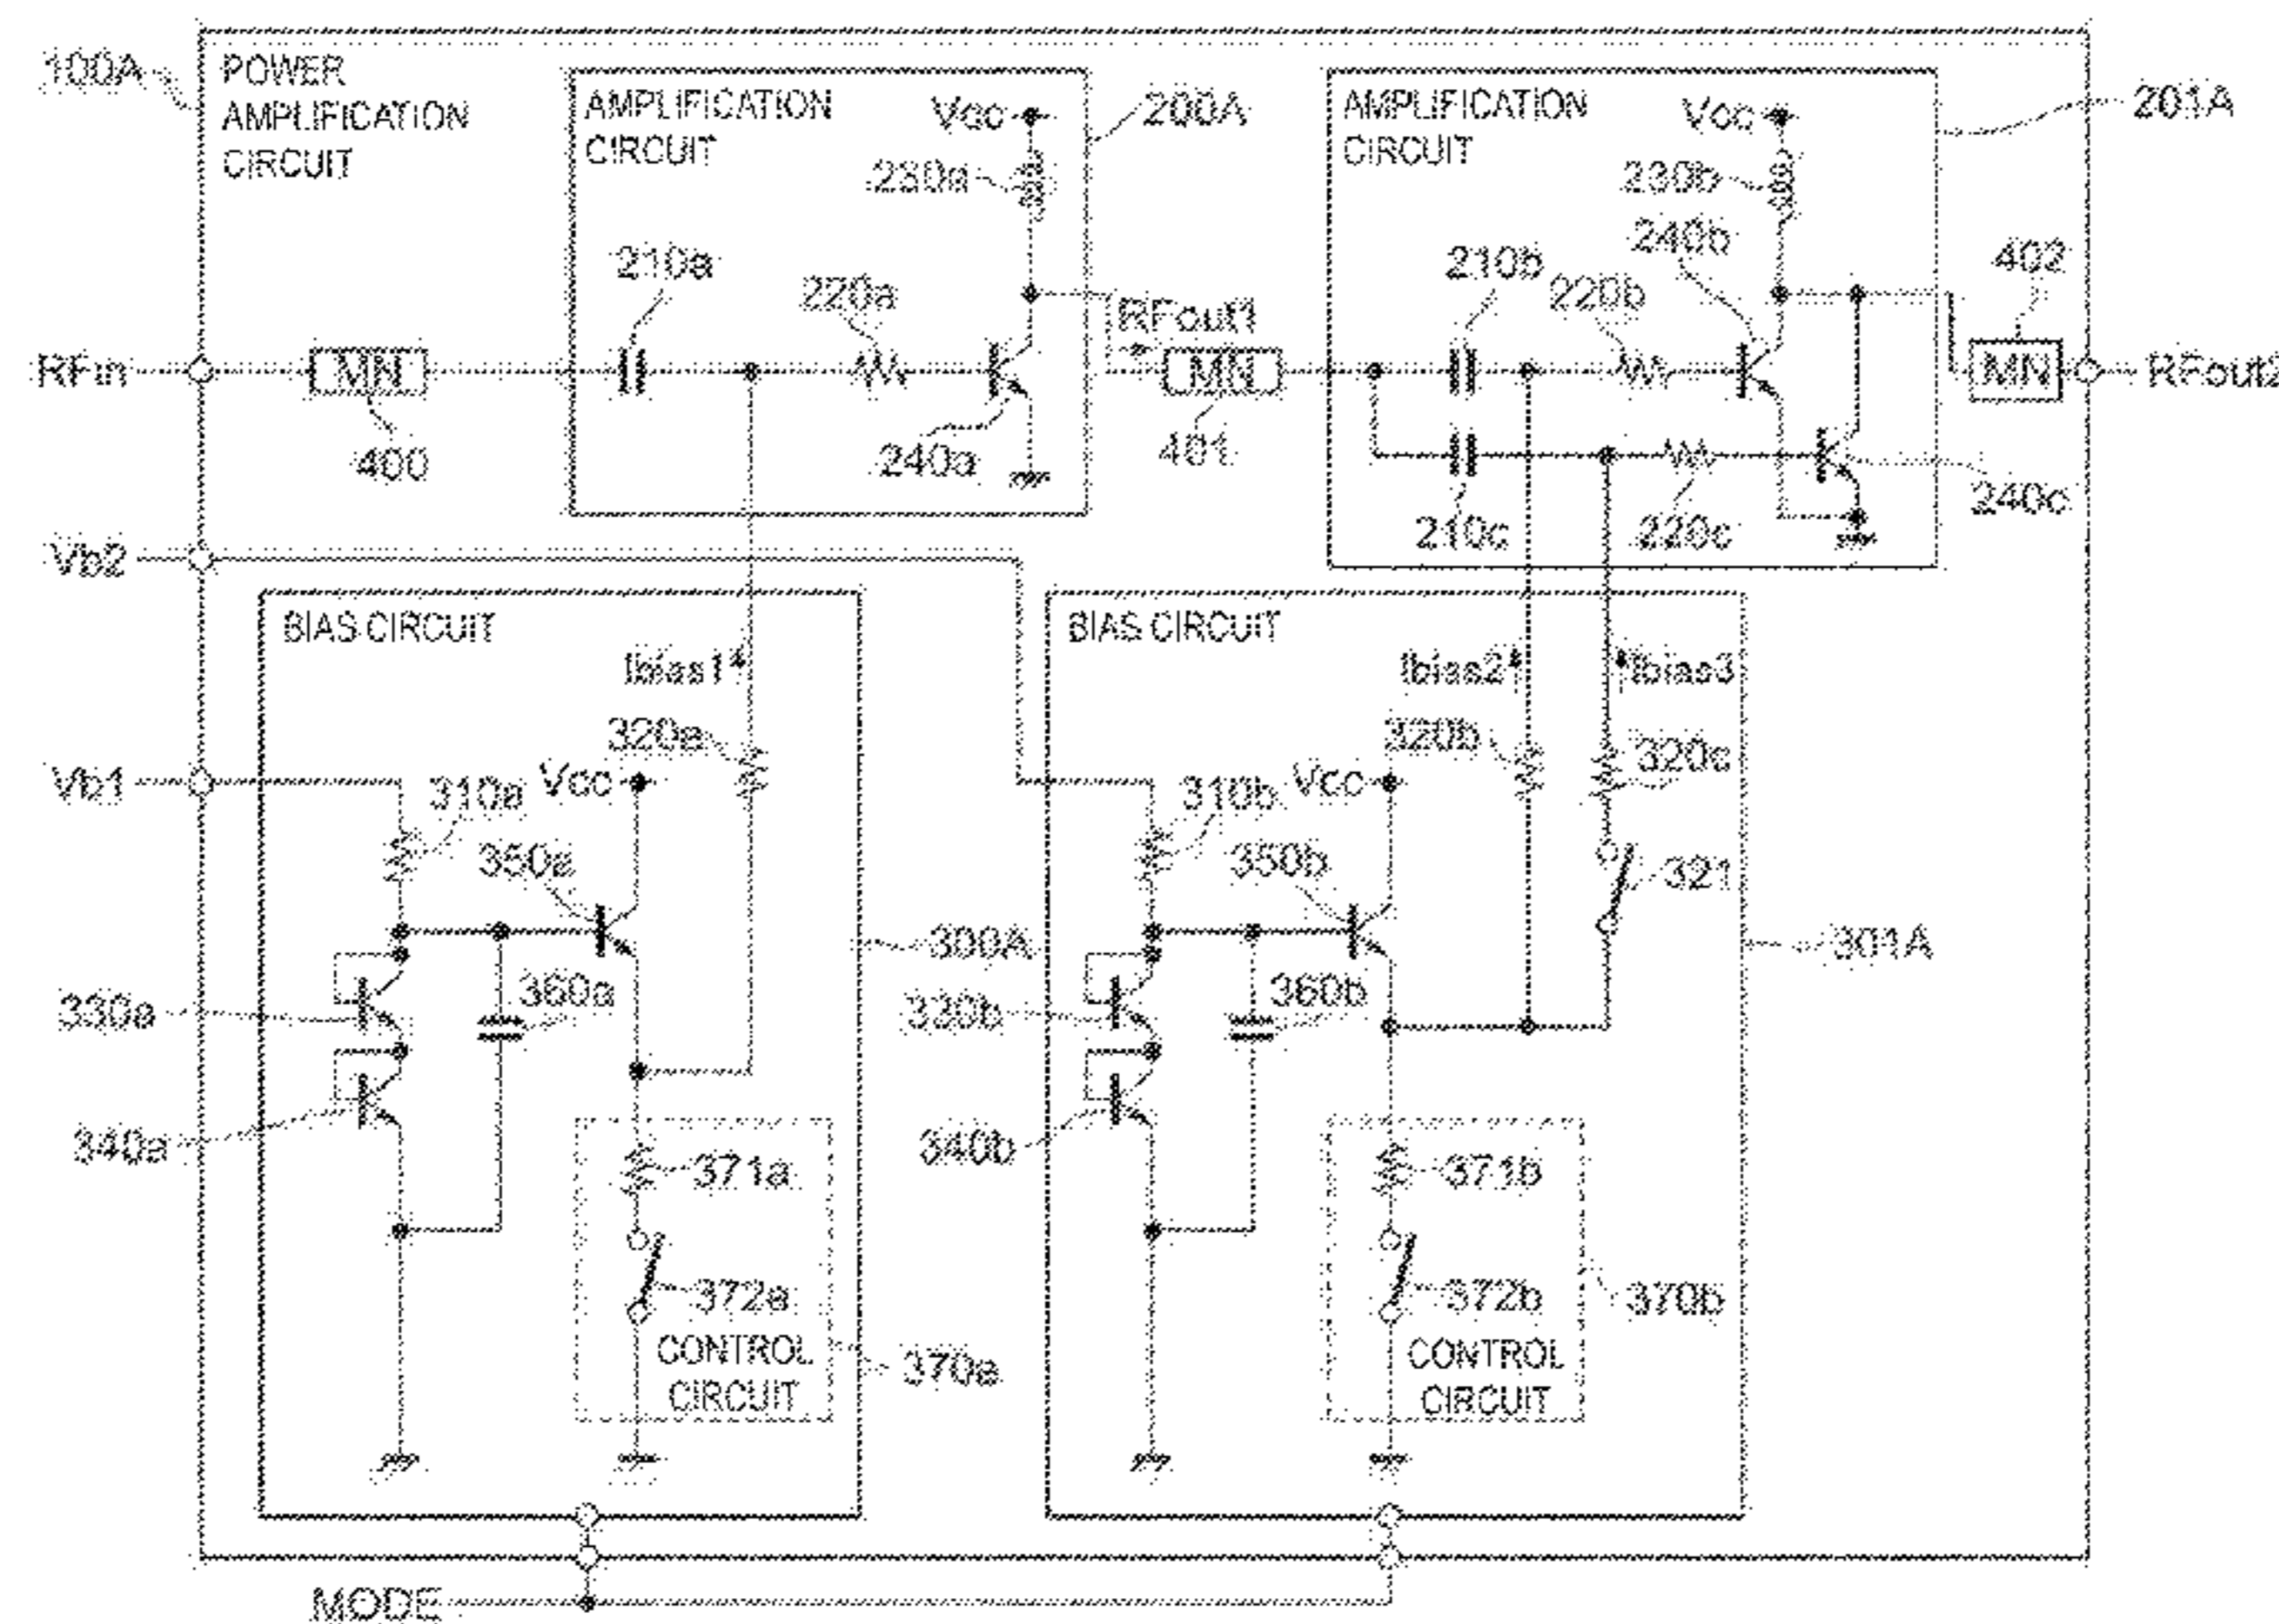 100A
POWER
AMPLIFICATION
CIRCUIT
AMPLIFICATION
CIRCUIT
Vcc
200A
230a
210a
220a
240a
RFin
MN
400
RFout1
MN
401
AMPLIFICATION
CIRCUIT
Vcc
201A
230b
240b
210b
220b
402
MN
RFout2
210c
220c
240c
Vb2
BIAS CIRCUIT
Ibias1
320a
Vb1
310a
Vcc
350a
300A
330a
360a
340a
371a
372a
CONTROL
CIRCUIT
370a
BIAS CIRCUIT
Ibias2
Ibias3
320b
320c
310b
Vcc
350b
321
301A
330b
360b
340b
371b
372b
370b
CONTROL
CIRCUIT
MODE